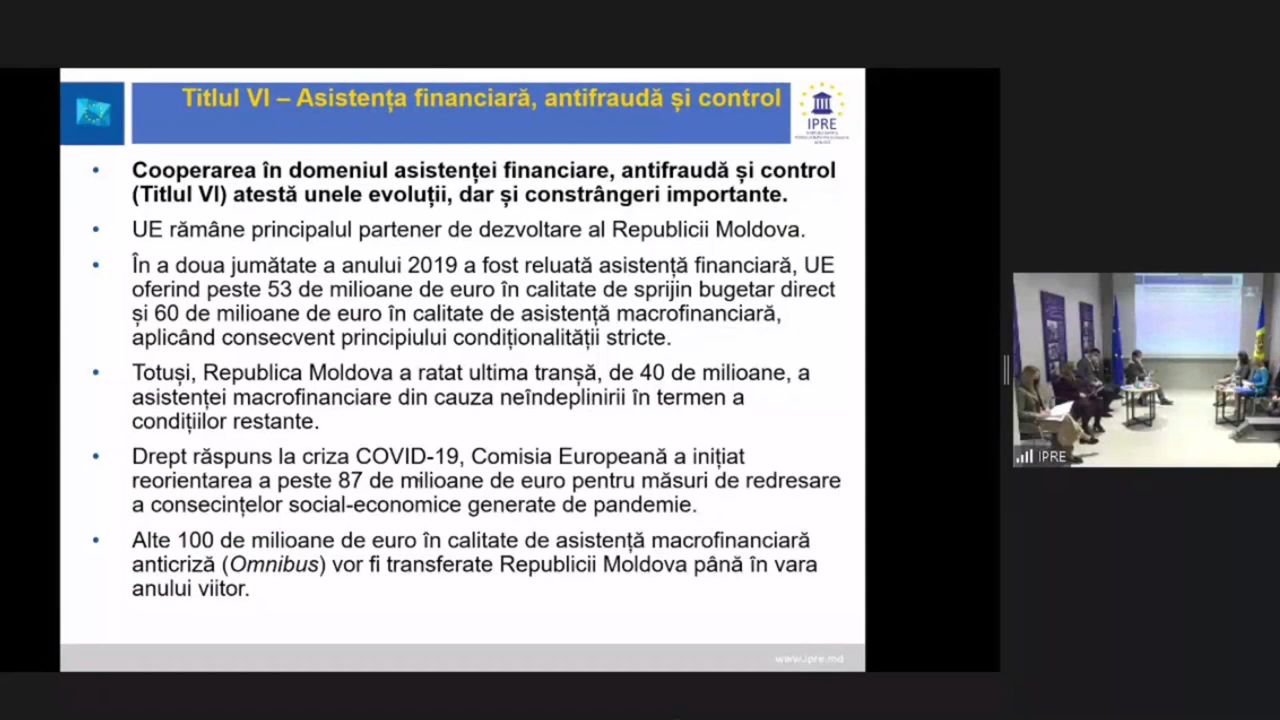 Titlul VI – Asistența financiară, antifraudă și control
IPRE
Cooperarea în domeniul asistenței financiare, antifraudă și control
(Titlul VI) atestă unele evoluții, dar și constrângeri importante.
UE rămâne principalul partener de dezvoltare al Republicii Moldova.
În a doua jumătate a anului 2019 a fost reluată asistență financiară, UE
oferind peste 53 de milioane de euro în calitate de sprijin bugetar direct
și 60 de milioane de euro în calitate de asistență macrofinanciară,
aplicând consecvent principiului condiționalității stricte.
Totuși, Republica Moldova a ratat ultima tranșă, de 40 de milioane, a
asistenței macrofinanciare din cauza neîndeplinirii în termen a
condițiilor restante.
Drept răspuns la criza COVID-19, Comisia Europeană a inițiat
reorientarea a peste 87 de milioane de euro pentru măsuri de redresare
a consecințelor social-economice generate de pandemie.
Alte 100 de milioane de euro în calitate de asistență macrofinanciară
anticriză (Omnibus) vor fi transferate Republicii Moldova până în vara
anului viitor.
www.ipre.md
IPRE